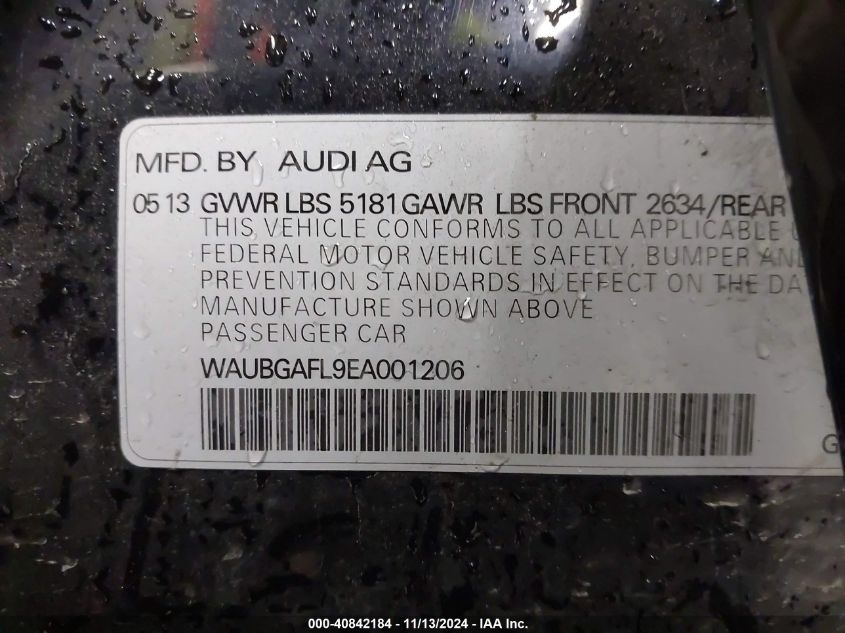 MFD. BY AUDI AG
05 13 GVWR LBS 5181 GAWR LBS FRONT 2634/REAR
THIS VEHICLE CONFORMS TO ALL APPLICABLE
FEDERAL MOTOR VEHICLE SAFETY, BUMPER AND
PREVENTION STANDARDS IN EFFECT ON THE DA
MANUFACTURE SHOWN ABOVE
PASSENGER CAR
WAUBGAFL9EA001206
G
000-40842184 - 11/13/2024 - IAA Inc.